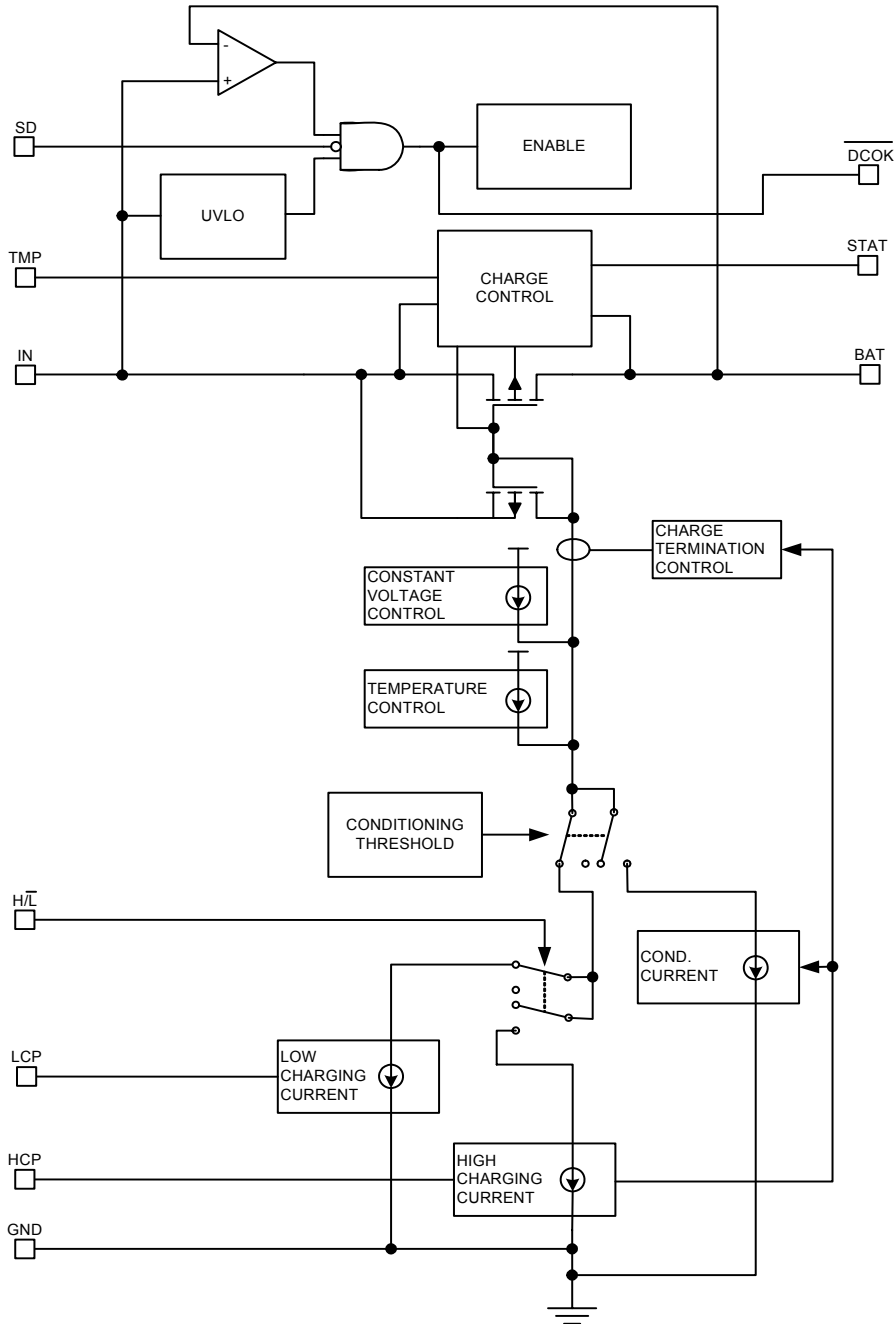 -
+
SD
ENABLE
DCOK
UVLO
TMP
CHARGE
CONTROL
STAT
IN
BAT
CHARGE
TERMINATION
CONTROL
CONSTANT
VOLTAGE
CONTROL
TEMPERATURE
CONTROL
CONDITIONING
THRESHOLD
H/L̅
COND.
CURRENT
LCP
LOW
CHARGING
CURRENT
HCP
HIGH
CHARGING
CURRENT
GND